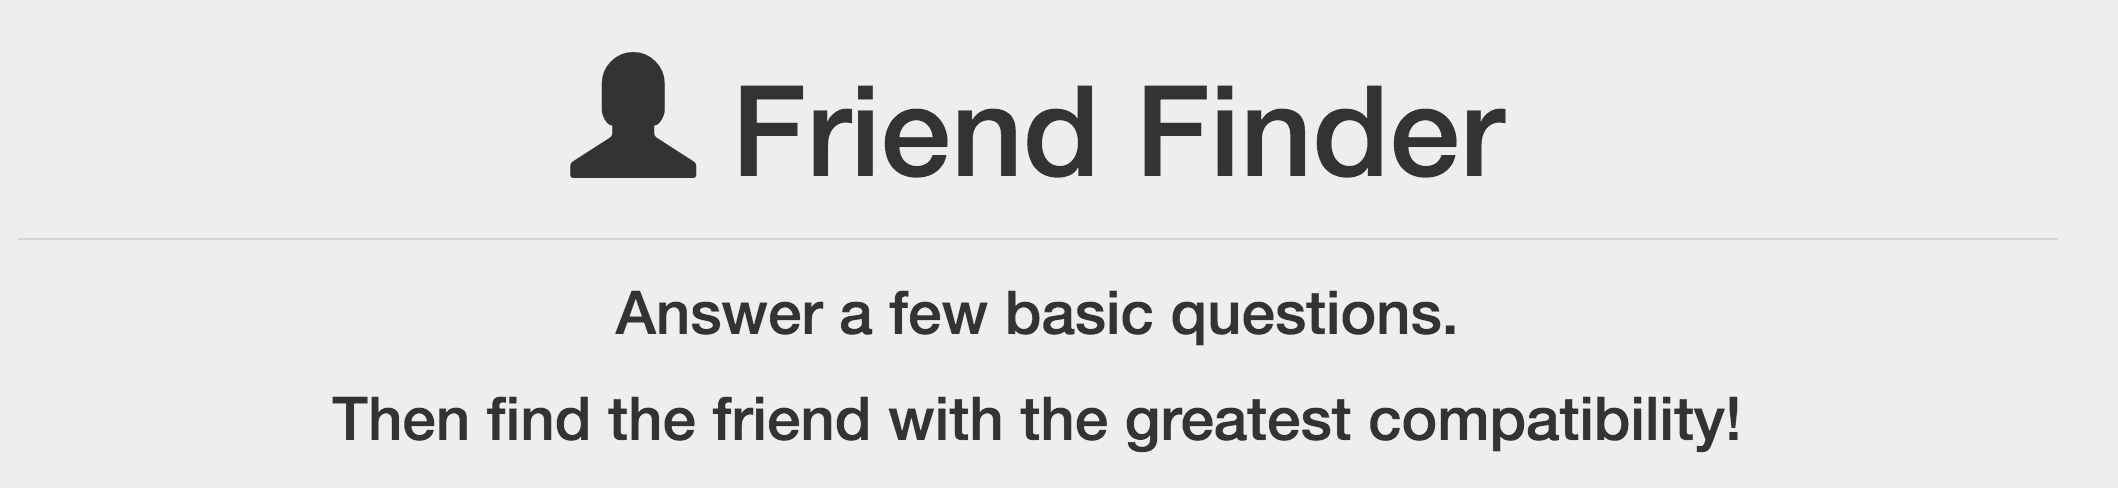 Friend Finder
Answer a few basic questions.
Then find the friend with the greatest compatibility!